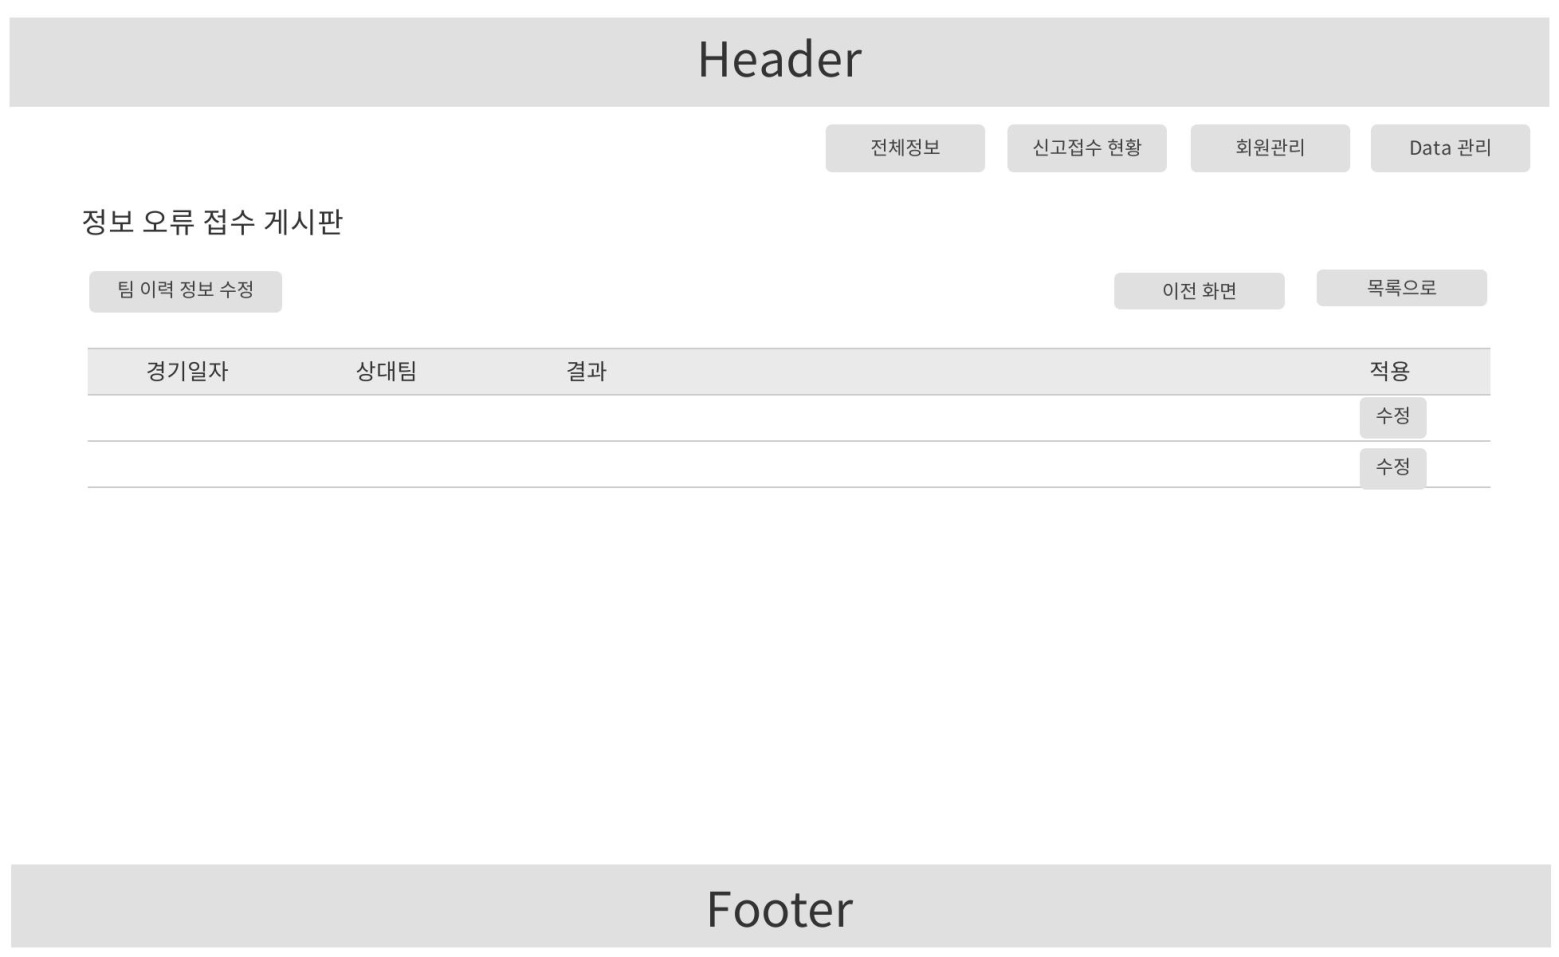 Header
전체정보 신고접수 현황 회원관리 Data 관리
정보 오류 접수 게시판
팀 이력 정보 수정 이전 화면 목록으로
경기일자 상대팀 결과 적용
수정
수정
Footer